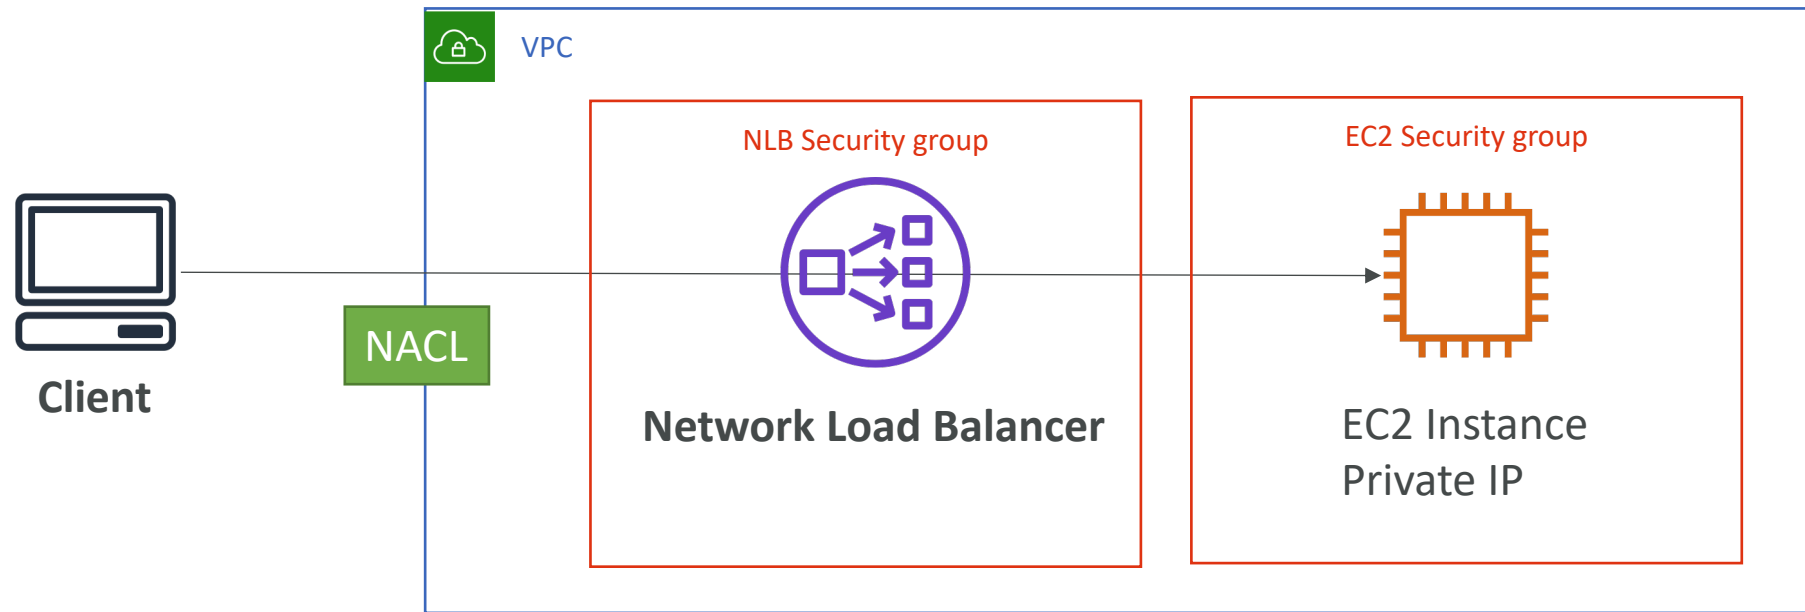 VPC
NLB Security group
EC2 Security group
NACL
Client
Network Load Balancer
EC2 Instance
Private IP